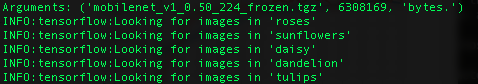 Arguments: ('mobilenet_v1_0.50_224_frozen.tgz', 6308169, 'bytes.')
INFO:tensorflow:Looking for images in 'roses'
INFO:tensorflow:Looking for images in 'sunflowers'
INFO:tensorflow:Looking for images in 'daisy'
INFO:tensorflow:Looking for images in 'dandelion'
INFO:tensorflow:Looking for images in 'tulips'